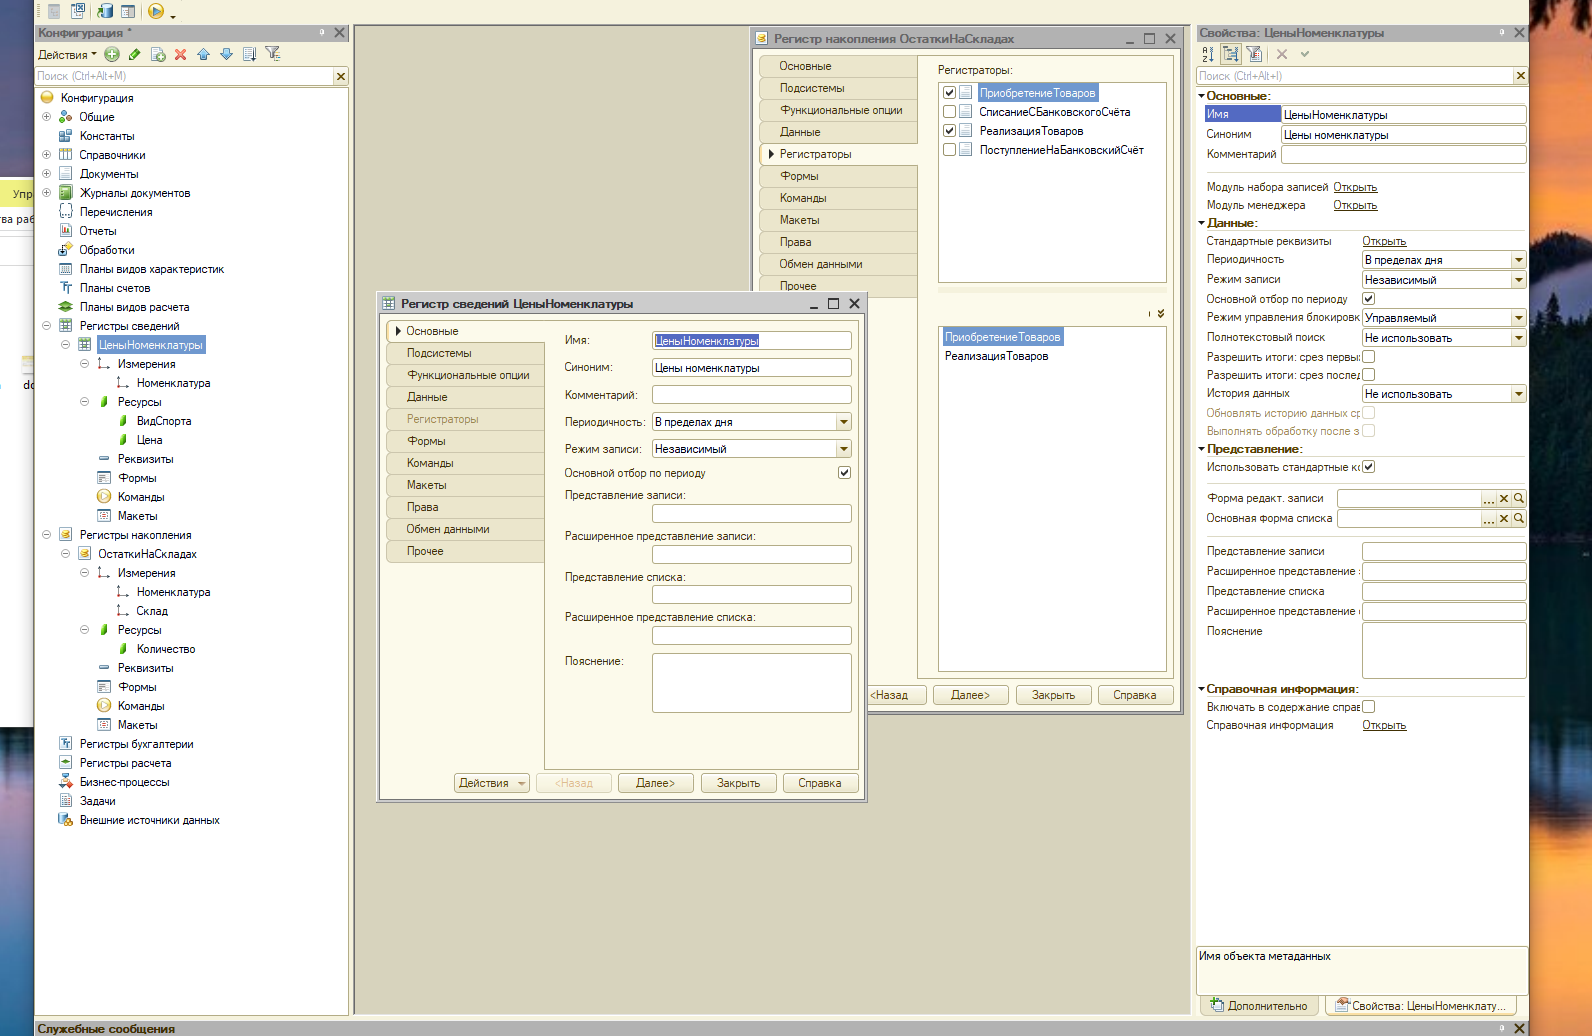 Конфигурация *
Действия
Поиск (Ctrl+Alt+M)
Конфигурация
Общие
Константы
Справочники
Документы
Журналы документов
Перечисления
Отчеты
Обработки
Планы видов характеристик
Планы счетов
Планы видов расчета
Регистры сведений
ЦеныНоменклатуры
Измерения
Номенклатура
Ресурсы
ВидСпорта
Цена
Реквизиты
Формы
Команды
Макеты
Регистры накопления
ОстаткиНаСкладах
Измерения
Номенклатура
Склад
Ресурсы
Количество
Реквизиты
Формы
Команды
Макеты
Регистры бухгалтерии
Регистры расчета
Бизнес-процессы
Задачи
Внешние источники данных
Служебные сообщения
Регистр накопления ОстаткиНаСкладах
Основные
Подсистемы
Функциональные опции
Данные
Регистраторы
Формы
Команды
Макеты
Права
Обмен данными
Прочее
Регистраторы:
ПриобретениеТоваров
СписаниеСБанковскогоСчёта
РеализацияТоваров
ПоступлениеНаБанковскийСчёт
ПриобретениеТоваров
РеализацияТоваров
<Назад
Далее>
Закрыть
Справка
Регистр сведений ЦеныНоменклатуры
Основные
Подсистемы
Функциональные опции
Данные
Регистраторы
Формы
Команды
Макеты
Права
Обмен данными
Прочее
Имя: ЦеныНоменклатуры
Синоним: Цены номенклатуры
Комментарий:
Периодичность: В пределах дня
Режим записи: Независимый
Основной отбор по периоду
Представление записи:
Расширенное представление записи:
Представление списка:
Расширенное представление списка:
Пояснение:
Действия
<Назад
Далее>
Закрыть
Справка
Свойства: ЦеныНоменклатуры
Поиск (Ctrl+Alt+I)
Основные:
Имя ЦеныНоменклатуры
Синоним Цены номенклатуры
Комментарий
Модуль набора записей Открыть
Модуль менеджера Открыть
Данные:
Стандартные реквизиты Открыть
Периодичность В пределах дня
Режим записи Независимый
Основной отбор по периоду
Режим управления блокировк Управляемый
Полнотекстовый поиск Не использовать
Разрешить итоги: срез первы
Разрешить итоги: срез послед
История данных Не использовать
Обновлять историю данных ср
Выполнять обработку после з
Представление:
Использовать стандартные ко
Форма редакт. записи
Основная форма списка
Представление записи
Расширенное представление
Представление списка
Расширенное представление
Пояснение
Справочная информация:
Включать в содержание справ
Справочная информация Открыть
Имя объекта метаданных
Дополнительно
Свойства: ЦеныНоменклату...
Упр
тва раб
do